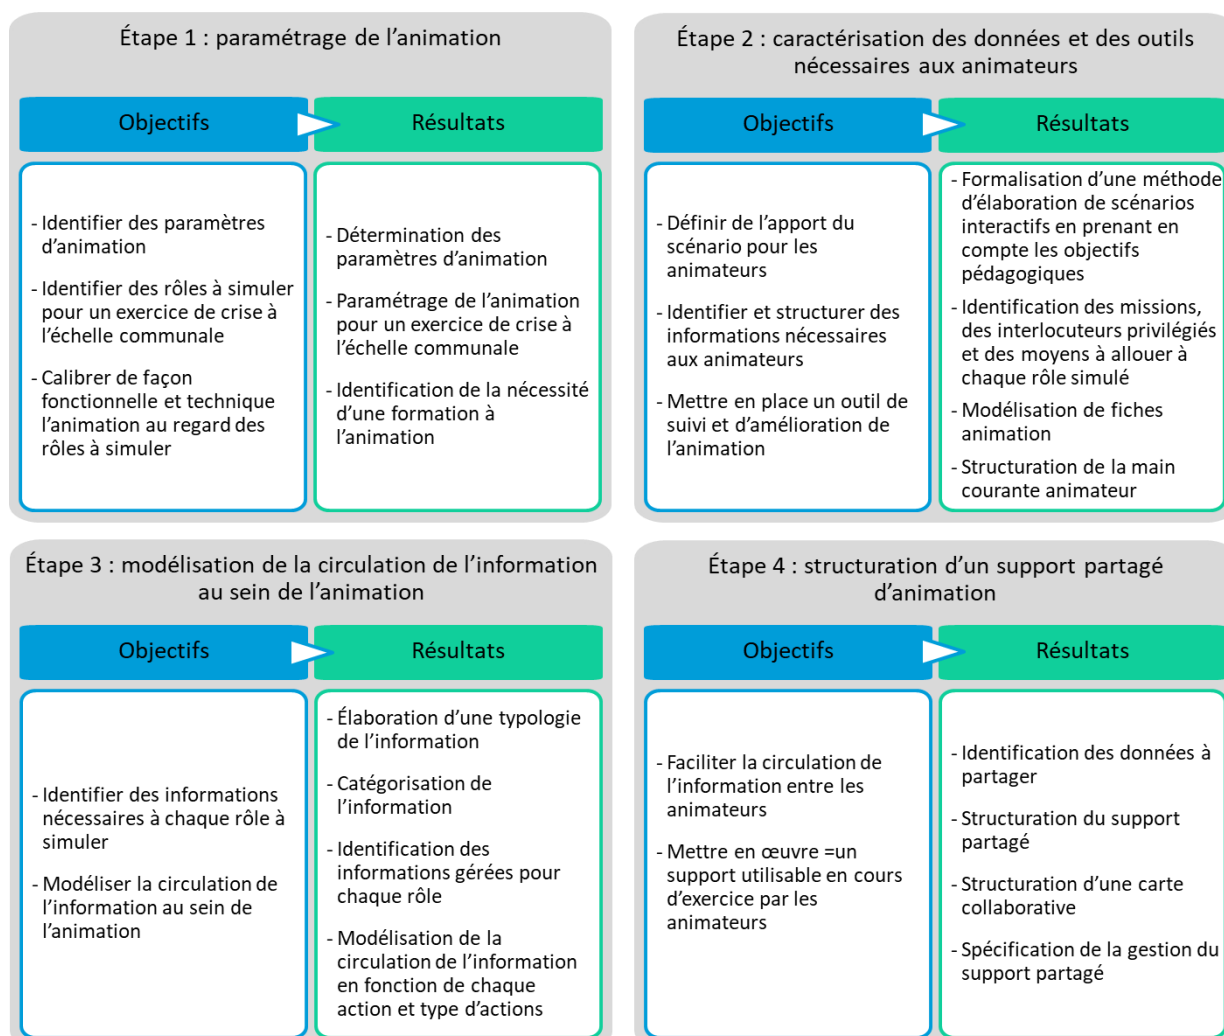 Étape 1 : paramétrage de l’animation
Objectifs
Résultats
- Identifier des paramètres
d’animation
- Identifier des rôles à simuler
pour un exercice de crise à
l’échelle communale
- Calibrer de façon
fonctionnelle et technique
l’animation au regard des
rôles à simuler
- Détermination des
paramètres d’animation
- Paramétrage de l’animation
pour un exercice de crise à
l’échelle communale
- Identification de la nécessité
d’une formation à
l’animation
Étape 2 : caractérisation des données et des outils
nécessaires aux animateurs
Objectifs
Résultats
- Définir de l’apport du
scénario pour les
animateurs
- Identifier et structurer des
informations nécessaires
aux animateurs
- Mettre en place un outil de
suivi et d’amélioration de
l’animation
- Formalisation d’une méthode
d’élaboration de scénarios
interactifs en prenant en
compte les objectifs
pédagogiques
- Identification des missions,
des interlocuteurs privilégiés
et des moyens à allouer à
chaque rôle simulé
- Modélisation de fiches
animation
- Structuration de la main
courante animateur
Étape 3 : modélisation de la circulation de l’information
au sein de l’animation
Objectifs
Résultats
- Identifier des informations
nécessaires à chaque rôle à
simuler
- Modéliser la circulation de
l’information au sein de
l’animation
- Élaboration d’une typologie
de l’information
- Catégorisation de
l’information
- Identification des
informations gérées pour
chaque rôle
- Modélisation de la
circulation de l’information
en fonction de chaque
action et type d’actions
Étape 4 : structuration d’un support partagé
d’animation
Objectifs
Résultats
- Faciliter la circulation de
l’information entre les
animateurs
- Mettre en œuvre =un
support utilisable en cours
d’exercice par les
animateurs
- Identification des données à
partager
- Structuration du support
partagé
- Structuration d’une carte
collaborative
- Spécification de la gestion du
support partagé